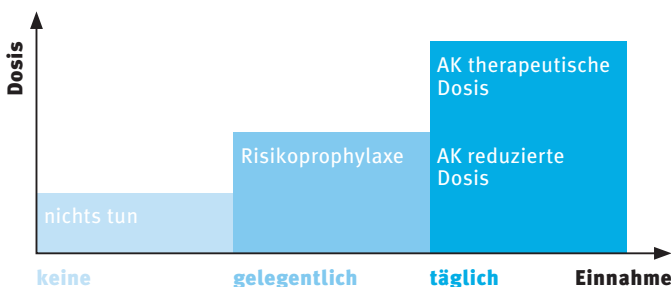 Dosis
AK therapeutische
Dosis
Risikoprophylaxe
AK reduzierte
Dosis
nichts tun
keine
gelegentlich
täglich
Einnahme